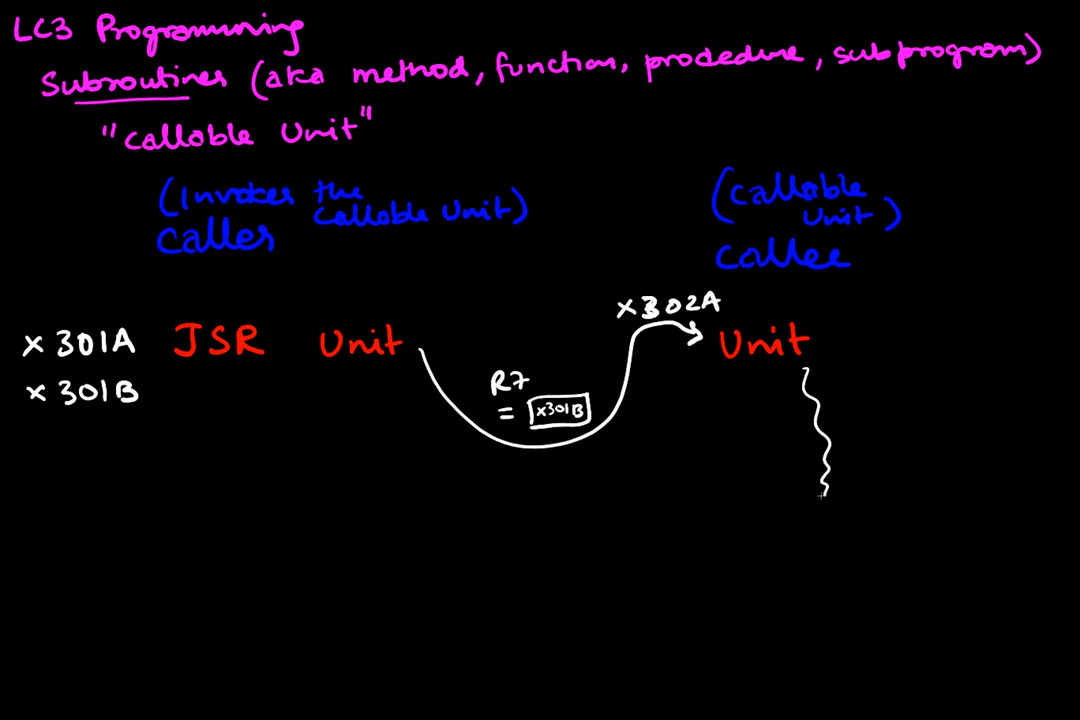 LC3 Programming
Subroutines (aka method, function, procedure, subprogram)
"Callable Unit"
(Invokes the Callable Unit)
Caller
(Callable Unit)
Callee
x302A
x301A JSR Unit
Unit
x301B
R7
= x301B